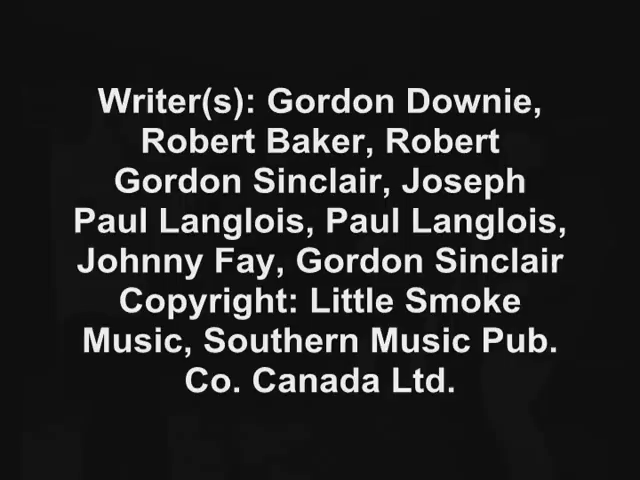 Writer(s): Gordon Downie,
Robert Baker, Robert
Gordon Sinclair, Joseph
Paul Langlois, Paul Langlois,
Johnny Fay, Gordon Sinclair
Copyright: Little Smoke
Music, Southern Music Pub.
Co. Canada Ltd.